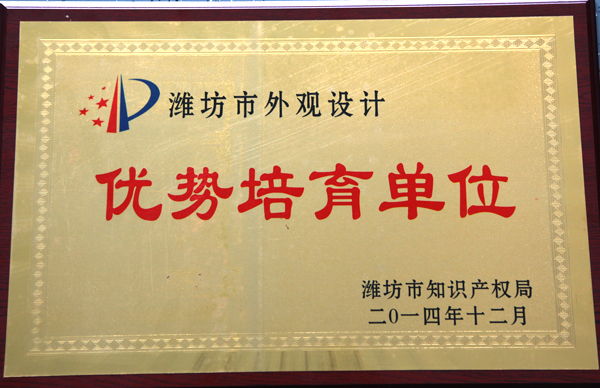 潍坊市外观设计
优势培育单位
潍坊市知识产权局
二0一四年十二月